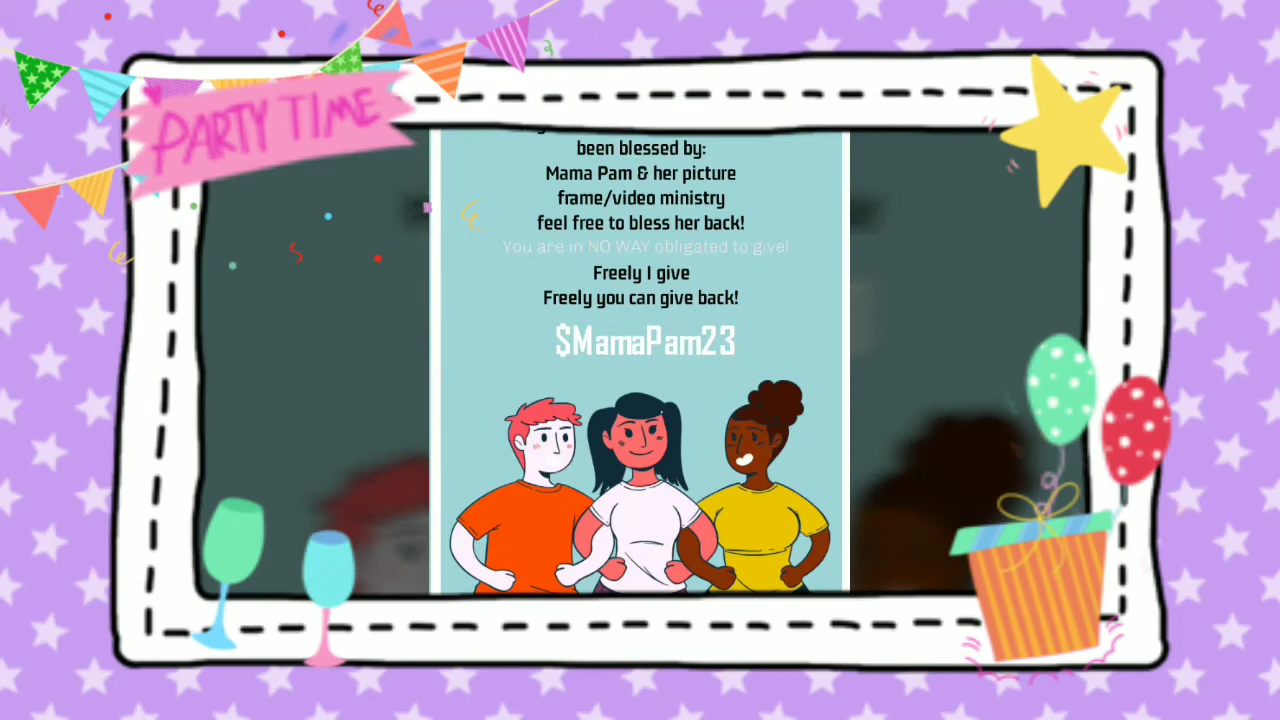 PARTY TIME
been blessed by:
Mama Pam & her picture
frame/video ministry
feel free to bless her back!
You are in NO WAY obligated to give!
Freely I give
Freely you can give back!
$MamaPam23